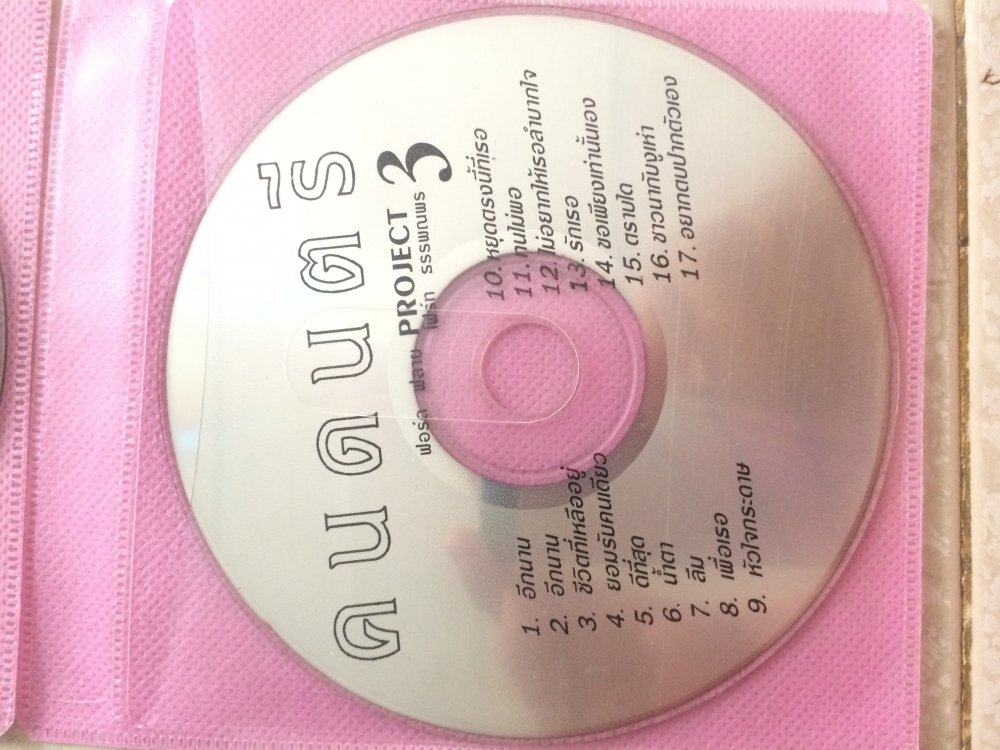 คนดนตรี
PROJECT 3
ฟอร์ด ฟลาย โฟร์ท ธรรพณพร
1. อีกนาน
2. อีกนาน
3. ชีวิตที่เหลืออยู่
4. ยอมรับคนเดียว
5. ดีที่สุด
6. น้ำตา
7. ลืม
8. เพื่อเธอ
9. หัวใจกระดาษ
10. หยุดตรงนี้ที่เธอ
11. ทนไม่พอ
12. ไม่อยากให้เธอลำบากใจ
13. รักเธอ
14. ขอเพียงเท่านั้นเอง
15. ตราบใด
16. ชาวนากับงูเห่า
17. อยากตบปากตัวเอง